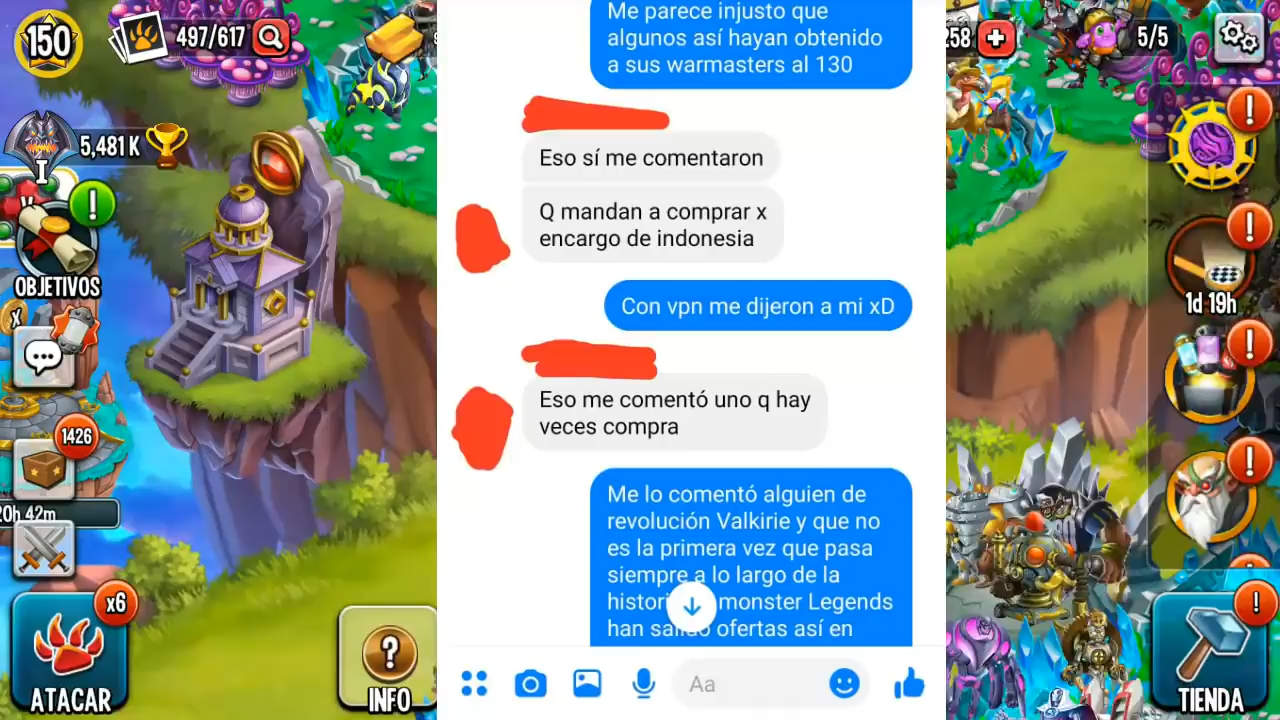 150
497/617
5,481 K
I
OBJETIVOS
1426
20h 42m
x6
ATACAR
?
INFO
Me parece injusto que
algunos así hayan obtenido
a sus warmasters al 130
Eso sí me comentaron
Q mandan a comprar x
encargo de indonesia
Con vpn me dijeron a mi xD
Eso me comentó uno q hay
veces compra
Me lo comentó alguien de
revolución Valkirie y que no
es la primera vez que pasa
siempre a lo largo de la
monster Legends
han ofertas así en
Aa
258
5/5
1d 19h
TIENDA